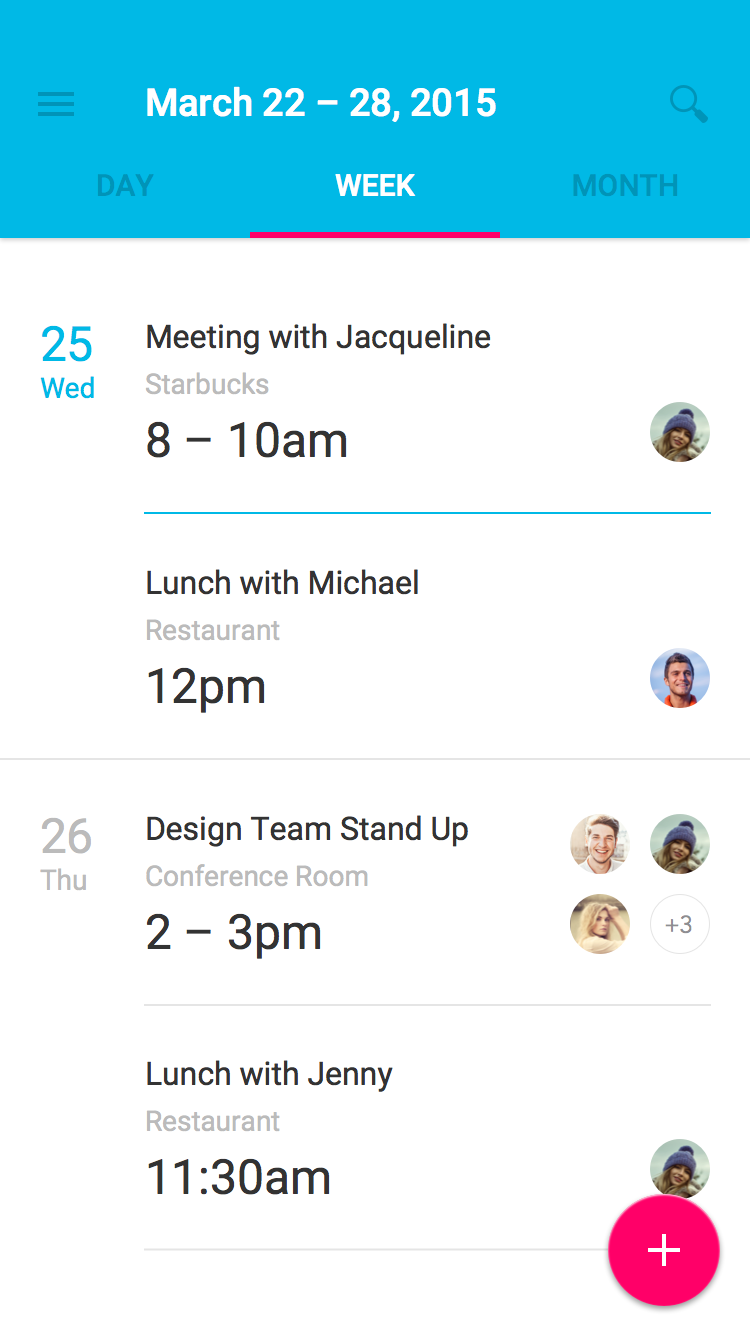 March 22 – 28, 2015
DAY WEEK MONTH
25
Wed
Meeting with Jacqueline
Starbucks
8 – 10am
Lunch with Michael
Restaurant
12pm
26
Thu
Design Team Stand Up
Conference Room
2 – 3pm
+3
Lunch with Jenny
Restaurant
11:30am
+